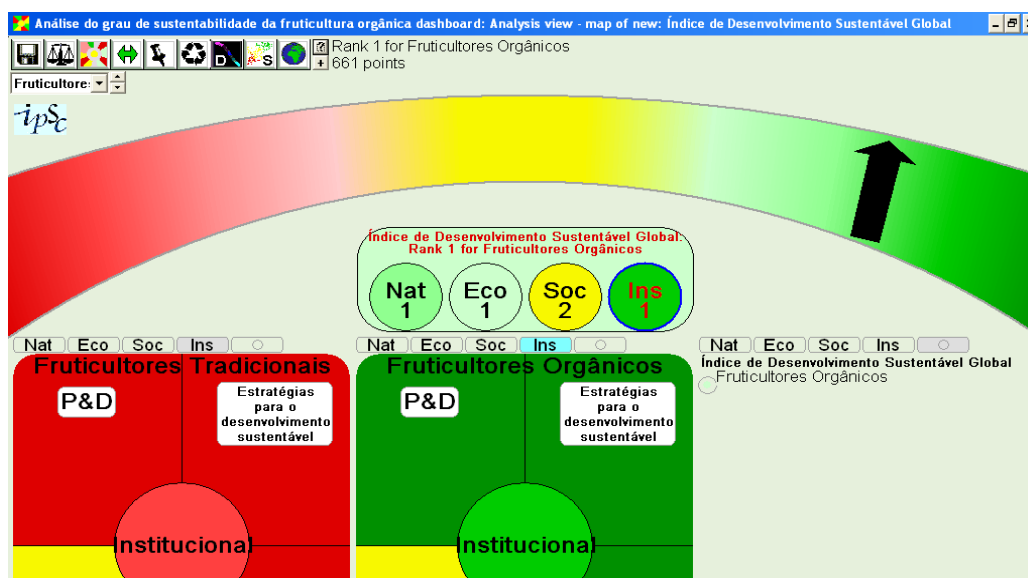 Análise do grau de sustentabilidade da fruticultura orgânica dashboard: Analysis view - map of new: Índice de Desenvolvimento Sustentável Global
D
A-S
?
+
Rank 1 for Fruticultores Orgânicos
661 points
Fruticultore
ipSc
Índice de Desenvolvimento Sustentável Global:
Rank 1 for Fruticultores Orgânicos
Nat
1
Eco
1
Soc
2
Ins
1
Nat Eco Soc Ins
Fruticultores Tradicionais
P&D
Estratégias
para o
desenvolvimento
sustentável
Institucional
Nat Eco Soc Ins
Fruticultores Orgânicos
P&D
Estratégias
para o
desenvolvimento
sustentável
Institucional
Nat Eco Soc Ins
Índice de Desenvolvimento Sustentável Global
Fruticultores Orgânicos